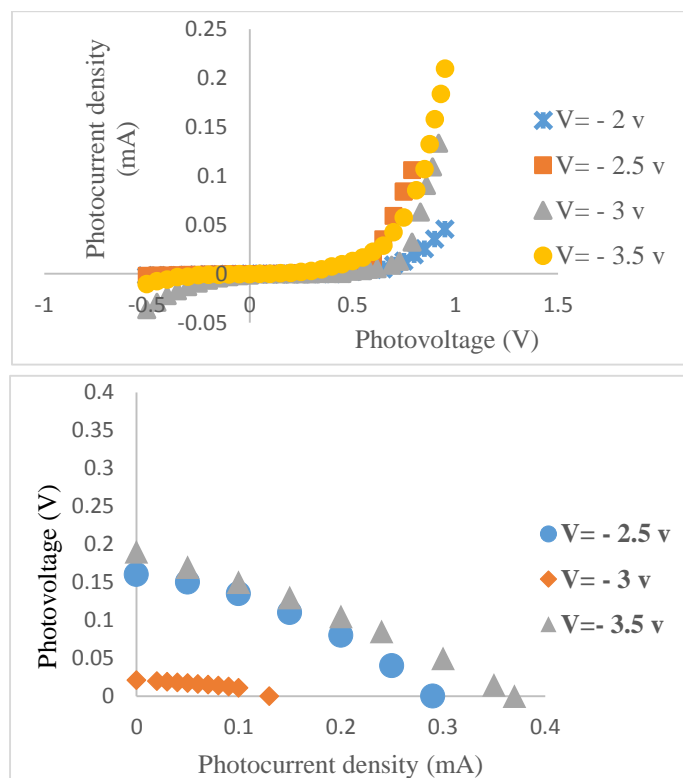 0.25
0.2
0.15
0.1
0.05
0
-0.05
-1
-0.5
0
0.5
1
1.5
Photocurrent density
(mA)
Photovoltage (V)
V= - 2 v
V= - 2.5 v
V= - 3 v
V= - 3.5 v
0.4
0.35
0.3
0.25
0.2
0.15
0.1
0.05
0
0
0.1
0.2
0.3
0.4
Photovoltage (V)
Photocurrent density (mA)
V= - 2.5 v
V= - 3 v
V=- 3.5 v